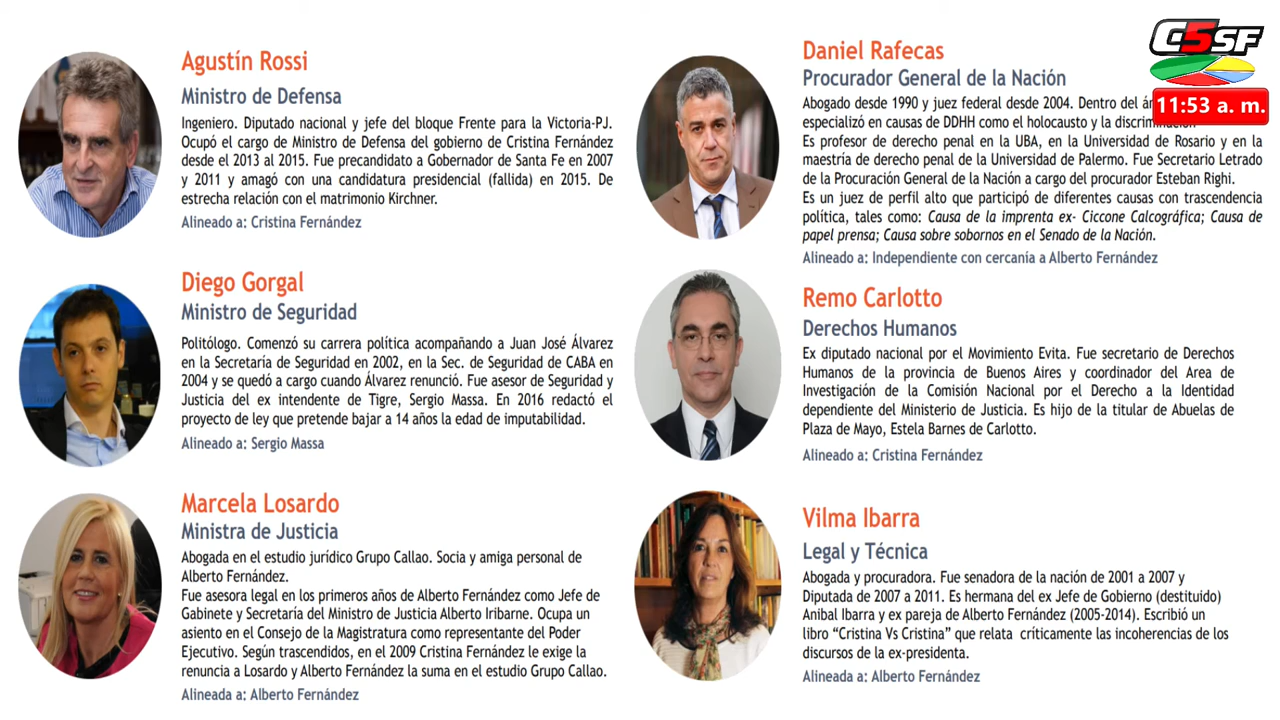 Agustín Rossi
Ministro de Defensa
Ingeniero. Diputado nacional y jefe del bloque Frente para la Victoria-PJ.
Ocupó el cargo de Ministro de Defensa del gobierno de Cristina Fernández
desde el 2013 al 2015. Fue precandidato a Gobernador de Santa Fe en 2007
y 2011 y amagó con una candidatura presidencial (fallida) en 2015. De
estrecha relación con el matrimonio Kirchner.
Alineado a: Cristina Fernández
Diego Gorgal
Ministro de Seguridad
Politólogo. Comenzó su carrera política acompañando a Juan José Álvarez
en la Secretaría de Seguridad en 2002, en la Sec. de Seguridad de CABA en
2004 y se quedó a cargo cuando Álvarez renunció. Fue asesor de Seguridad y
Justicia del ex intendente de Tigre, Sergio Massa. En 2016 redactó el
proyecto de ley que pretende bajar a 14 años la edad de imputabilidad.
Alineado a: Sergio Massa
Marcela Losardo
Ministra de Justicia
Abogada en el estudio jurídico Grupo Callao. Socia y amiga personal de
Alberto Fernández.
Fue asesora legal en los primeros años de Alberto Fernández como Jefe de
Gabinete y Secretaría del Ministro de Justicia Alberto Iribarne. Ocupa un
asiento en el Consejo de la Magistratura como representante del Poder
Ejecutivo. Según trascendidos, en el 2009 Cristina Fernández le exige la
renuncia a Losardo y Alberto Fernández la suma en el estudio Grupo Callao.
Alineada a: Alberto Fernández
Daniel Rafecas
Procurador General de la Nación
Abogado desde 1990 y juez federal desde 2004. Dentro del
especializó en causas de DDHH como el holocausto y la discriminación
Es profesor de derecho penal en la UBA, en la Universidad de Rosario y en la
maestría de derecho penal de la Universidad de Palermo. Fue Secretario Letrado
de la Procuración General de la Nación a cargo del procurador Esteban Righi.
Es un juez de perfil alto que participó de diferentes causas con trascendencia
política, tales como: Causa de la imprenta ex- Ciccone Calcográfica; Causa de
papel prensa; Causa sobre sobornos en el Senado de la Nación.
Alineado a: Independiente con cercanía a Alberto Fernández
Remo Carlotto
Derechos Humanos
Ex diputado nacional por el Movimiento Evita. Fue secretario de Derechos
Humanos de la provincia de Buenos Aires y coordinador del Area de
Investigación de la Comisión Nacional por el Derecho a la Identidad
dependiente del Ministerio de Justicia. Es hijo de la titular de Abuelas de
Plaza de Mayo, Estela Barnes de Carlotto.
Alineado a: Cristina Fernández
Vilma Ibarra
Legal y Técnica
Abogada y procuradora. Fue senadora de la nación de 2001 a 2007 y
Diputada de 2007 a 2011. Es hermana del ex Jefe de Gobierno (destituido)
Anibal Ibarra y ex pareja de Alberto Fernández (2005-2014). Escribió un
libro “Cristina Vs Cristina” que relata críticamente las incoherencias de los
discursos de la ex-presidenta.
Alineada a: Alberto Fernández
C5SF
11:53 a. m.